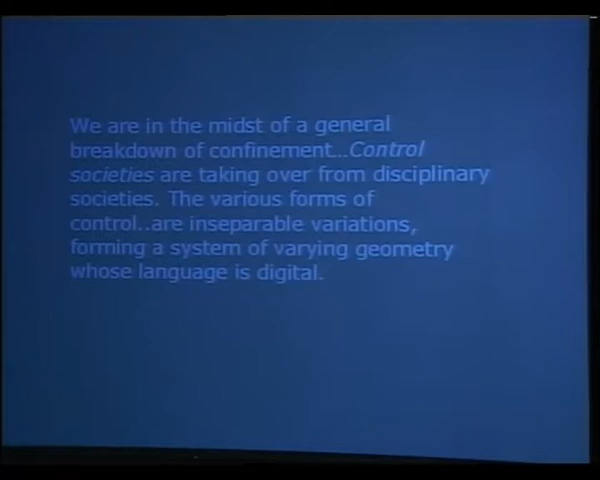 We are in the midst of a general
breakdown of confinement...Control
societies are taking over from disciplinary
societies. The various forms of
control..are inseparable variations,
forming a system of varying geometry
whose language is digital.